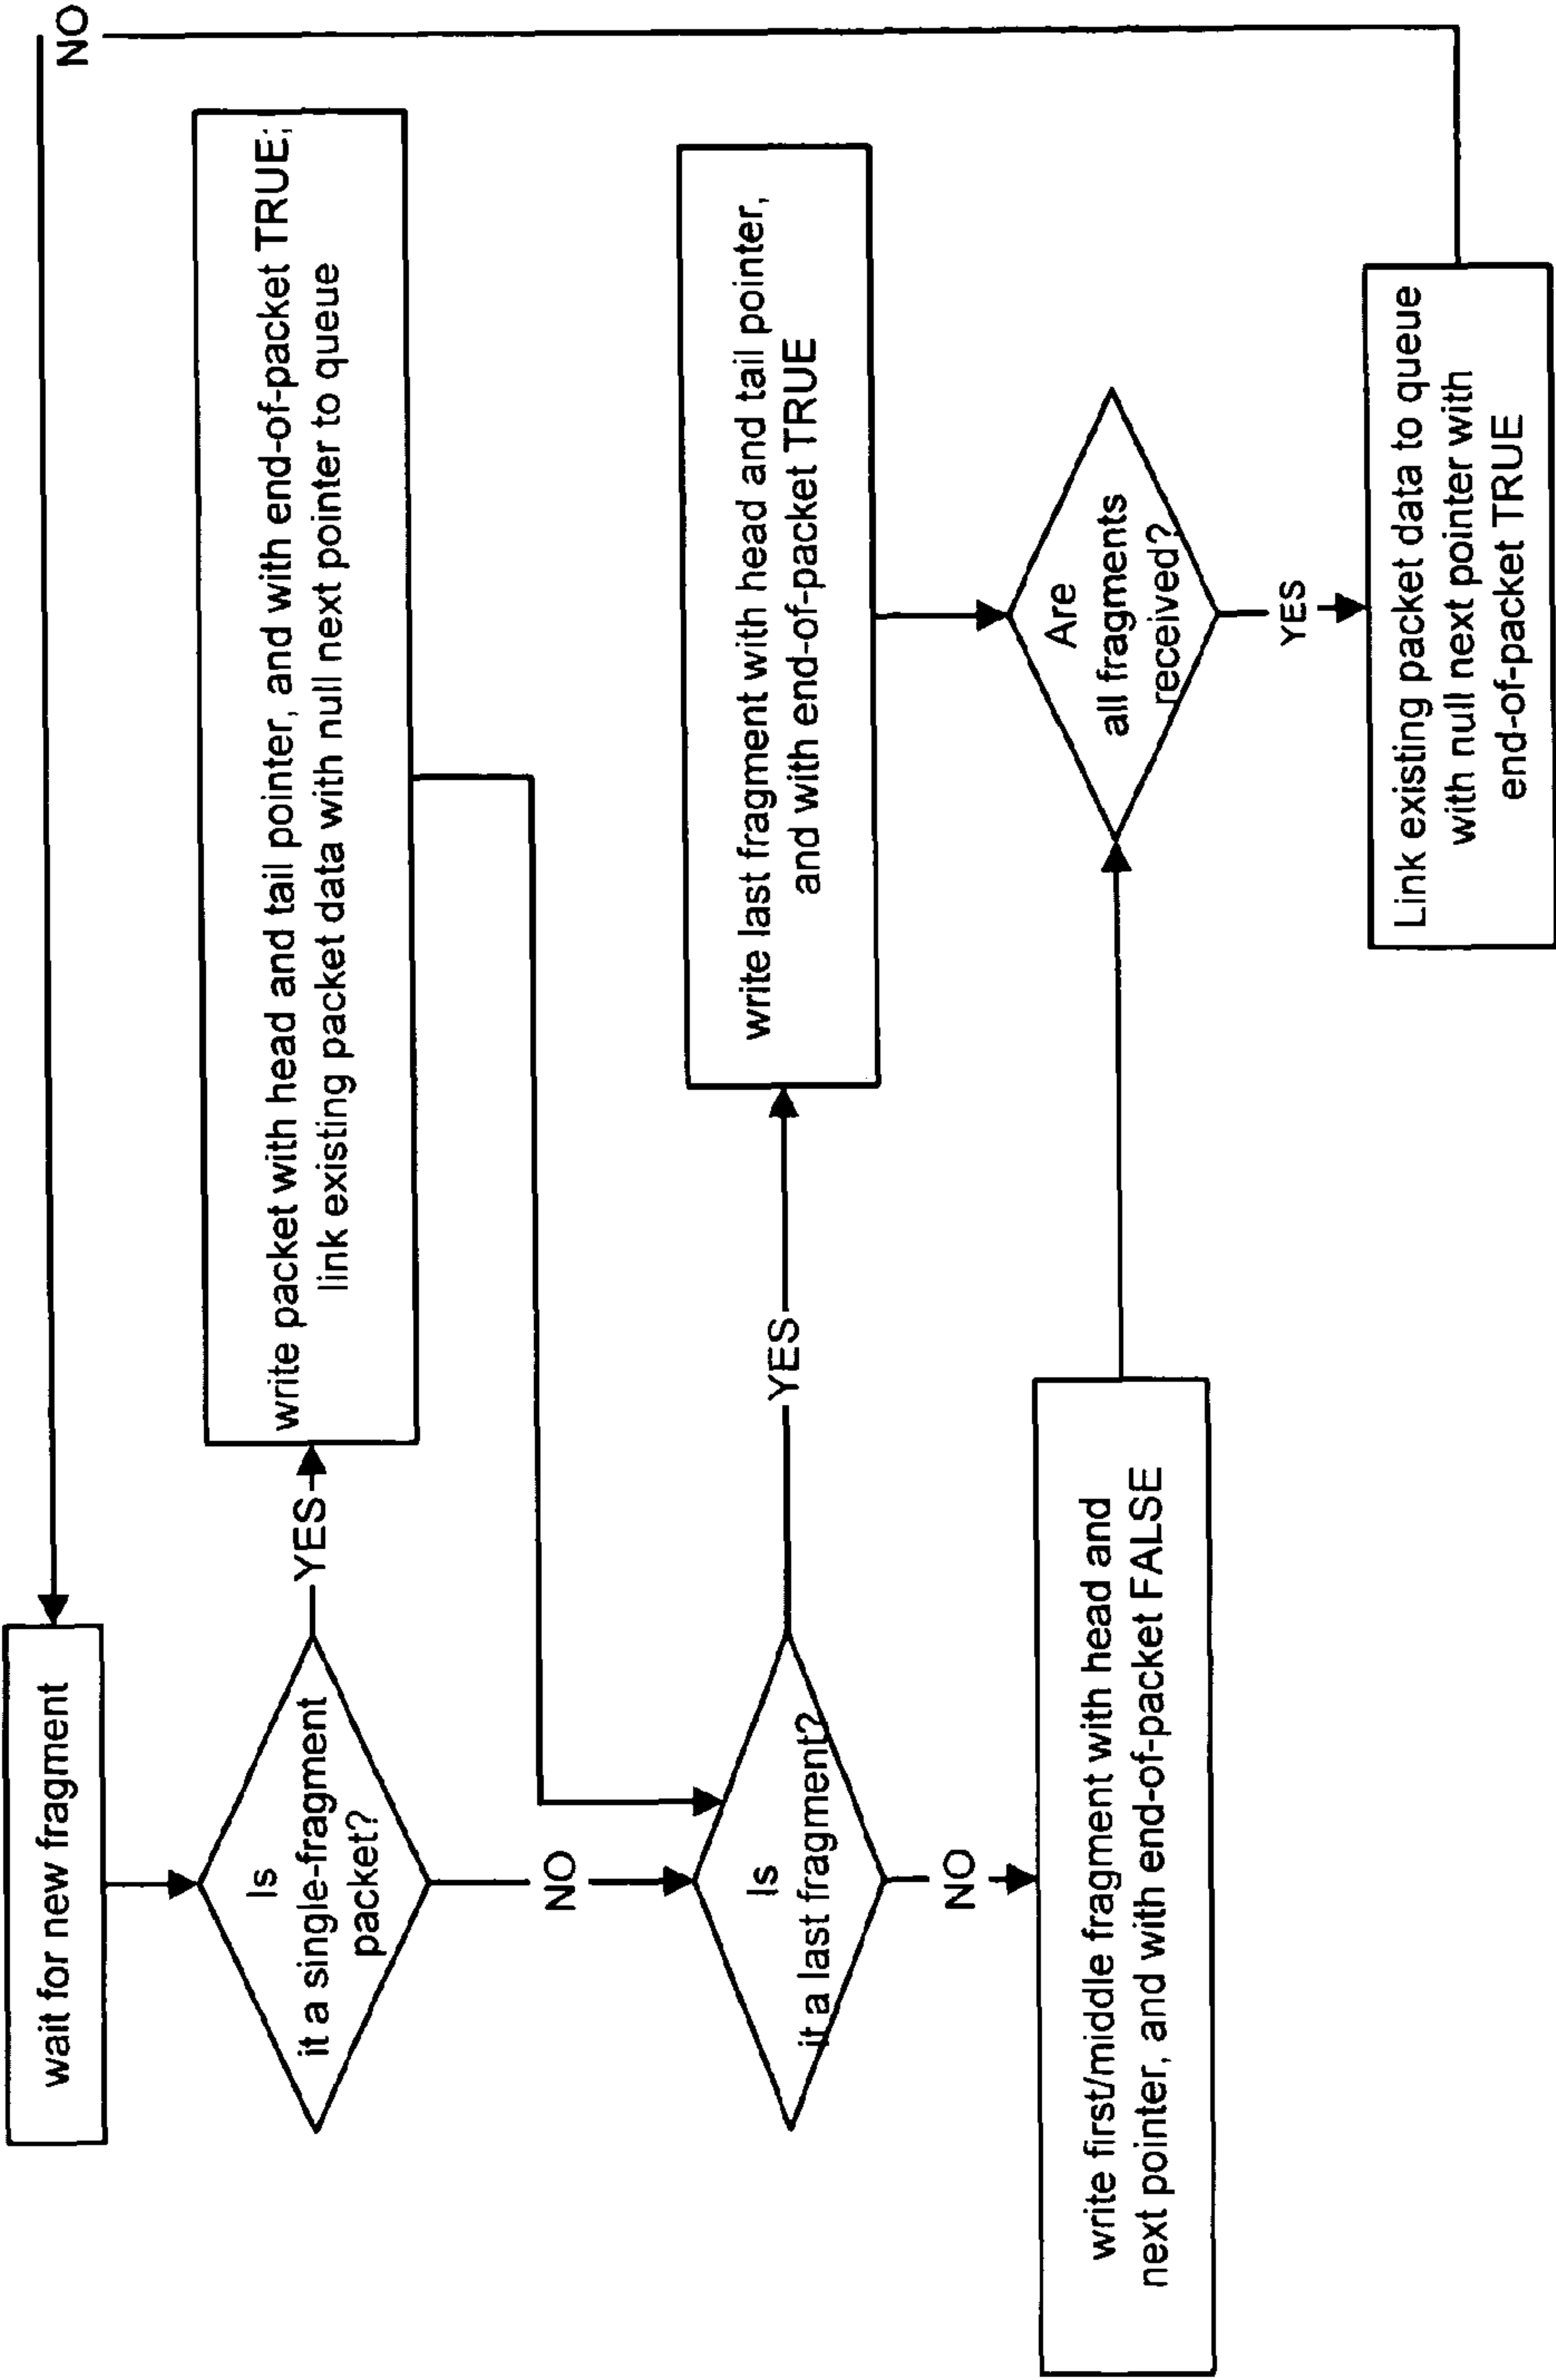 wait for new fragment
NO
Is
it a single-fragment
packet?
YES
write packet with head and tail pointer, and with end-of-packet TRUE;
link existing packet data with null next pointer to queue
NO
Is
it a last fragment?
YES
write last fragment with head and tail pointer,
and with end-of-packet TRUE
NO
write first/middle fragment with head and
next pointer, and with end-of-packet FALSE
Are
all fragments
received?
YES
Link existing packet data to queue
with null next pointer with
end-of-packet TRUE